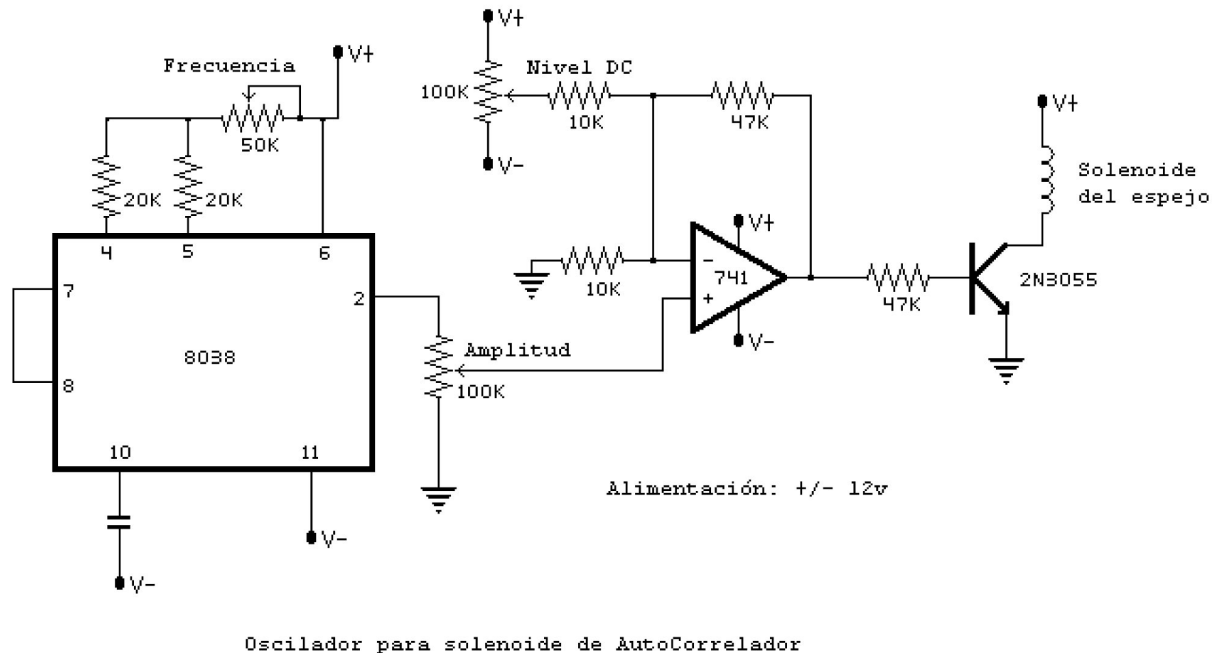 V+
V+
Frecuencia
Nivel DC
100K
10K
47K
50K
V+
V-
Solenoide
del espejo
20K
20K
V+
4
5
6
-
741
+
2N3055
10K
47K
7
2
V-
Amplitud
8038
100K
8
10
11
Alimentación: +/- 12v
V-
V-
Oscilador para solenoide de AutoCorrelador